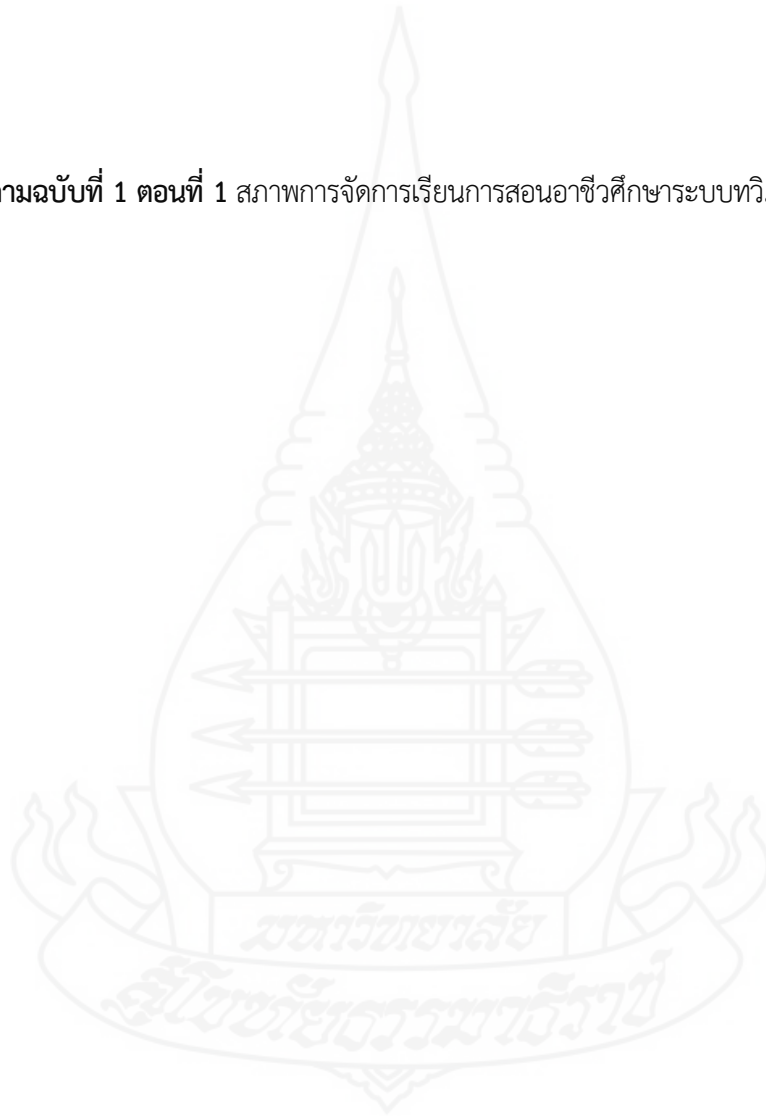 ามฉบับที่ 1 ตอนที่ 1 สภาพการจัดการเรียนการสอนอาชีวศึกษาระบบทวิ
มหาวิทยาลัย
สุโขทัยธรรมาธิราช